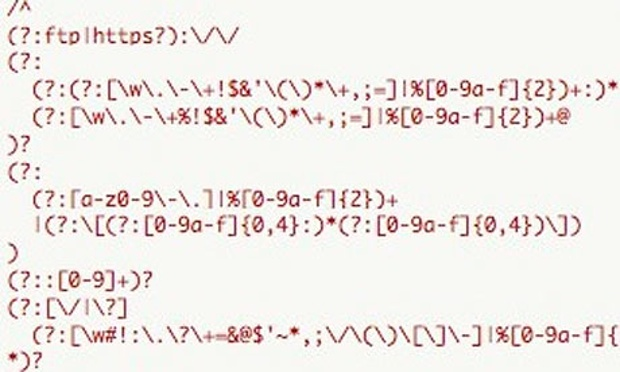 /^
(?:ftp|https?):\/\/
(?:
(?:(?:[\w\.\-\+!$&'\(\)*\+,;=]|%[0-9a-f]{2})+:)*
(?:[\w\.\-\+%!$&'\(\)*\+,;=]|%[0-9a-f]{2})+@
)?
(?:
(?:[a-z0-9\-\.]|%[0-9a-f]{2})+
|(?:\[(?:[0-9a-f]{0,4}:)*(?:[0-9a-f]{0,4})\])
)
(?::[0-9]+)?
(?:[\/|\?]
(?:[\w#!:\.\?\+=&@$'~*,;\/\(\)\[\]\-]|%[0-9a-f]{
*)?